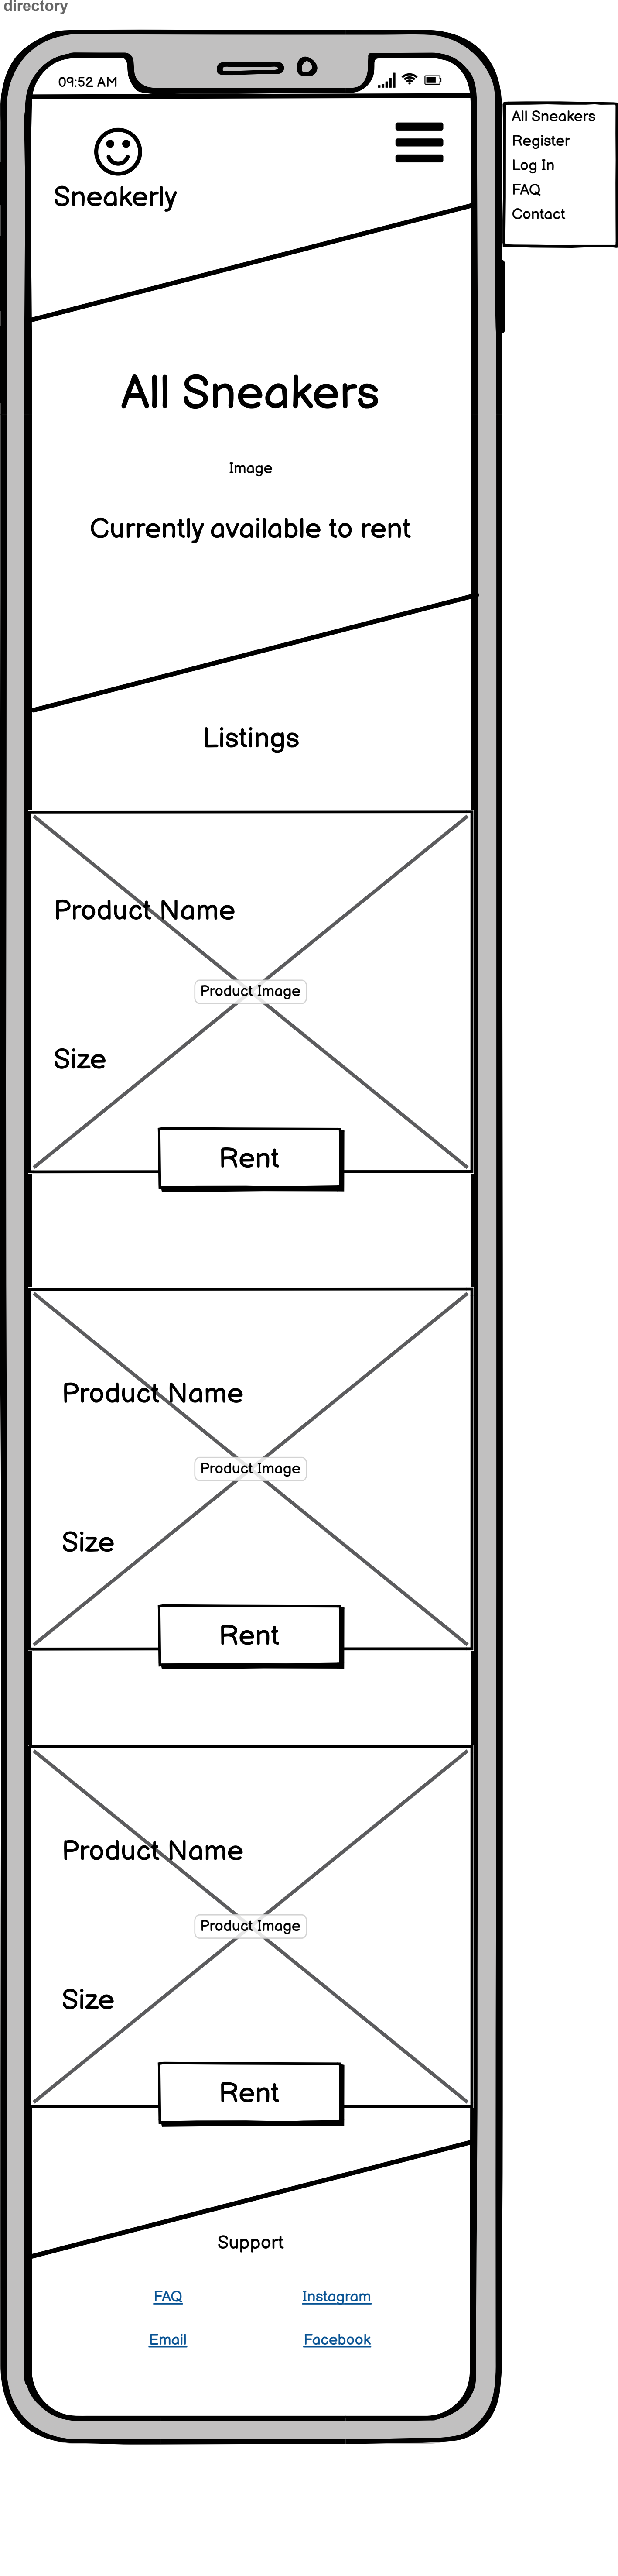 directory
09:52 AM
All Sneakers
Register
Log In
FAQ
Contact
Sneakerly
All Sneakers
Image
Currently available to rent
Listings
Product Name
Product Image
Size
Rent
Product Name
Product Image
Size
Rent
Product Name
Product Image
Size
Rent
Support
FAQ Instagram
Email Facebook